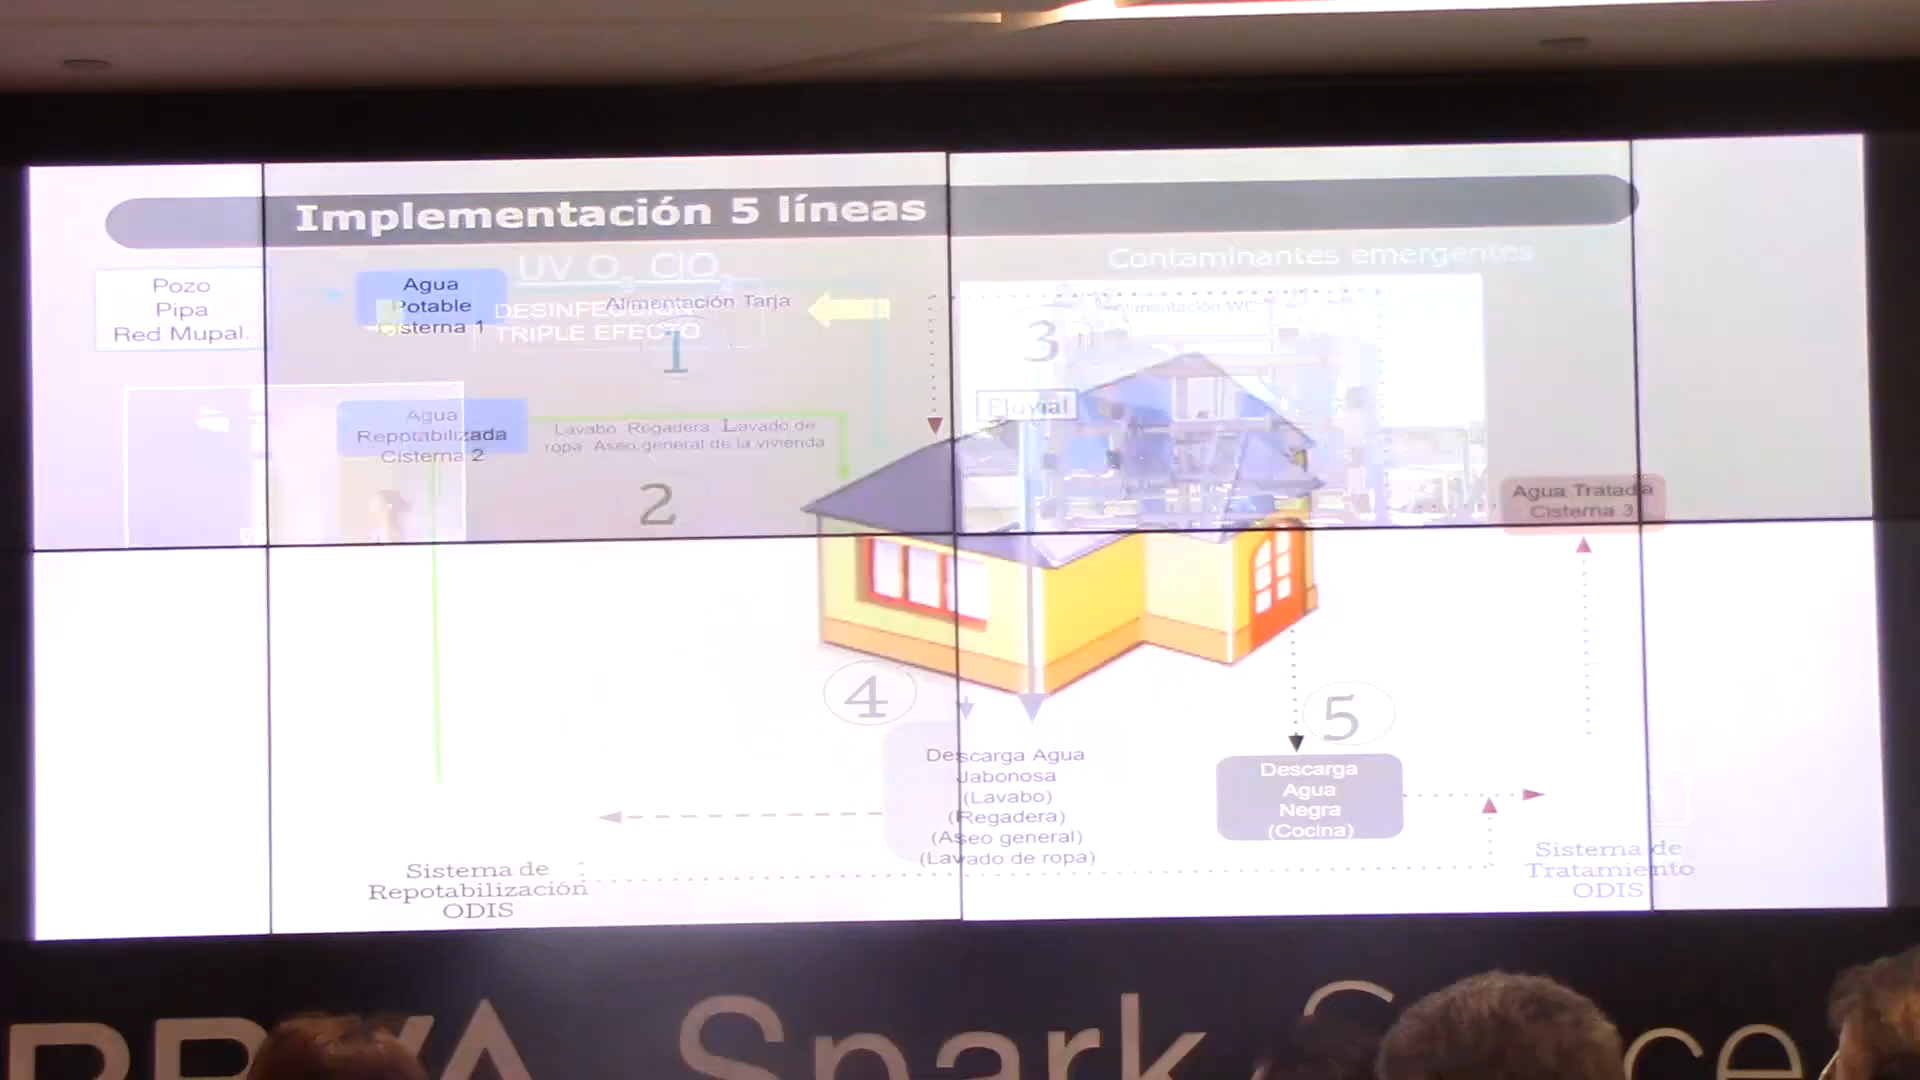 Implementación 5 líneas
UV O3 ClO2
DESINFECCIÓN
TRIPLE EFECTO
Contaminantes emergentes
Pozo
Pipa
Red Mupal.
Agua
Potable
Cisterna 1
Alimentación Tarja
1
Alimentación WC
3
Pluvial
Agua
Repotabilizada
Cisterna 2
Lavabo Regadera Lavado de
ropa Aseo general de la vivienda
2
Agua Tratada
Cisterna 3
4
5
Descarga Agua
Jabonosa
(Lavabo)
(Regadera)
(Aseo general)
(Lavado de ropa)
Descarga
Agua
Negra
(Cocina)
Sistema de
Repotabilización
ODIS
Sistema de
Tratamiento
ODIS
BBVA Spark